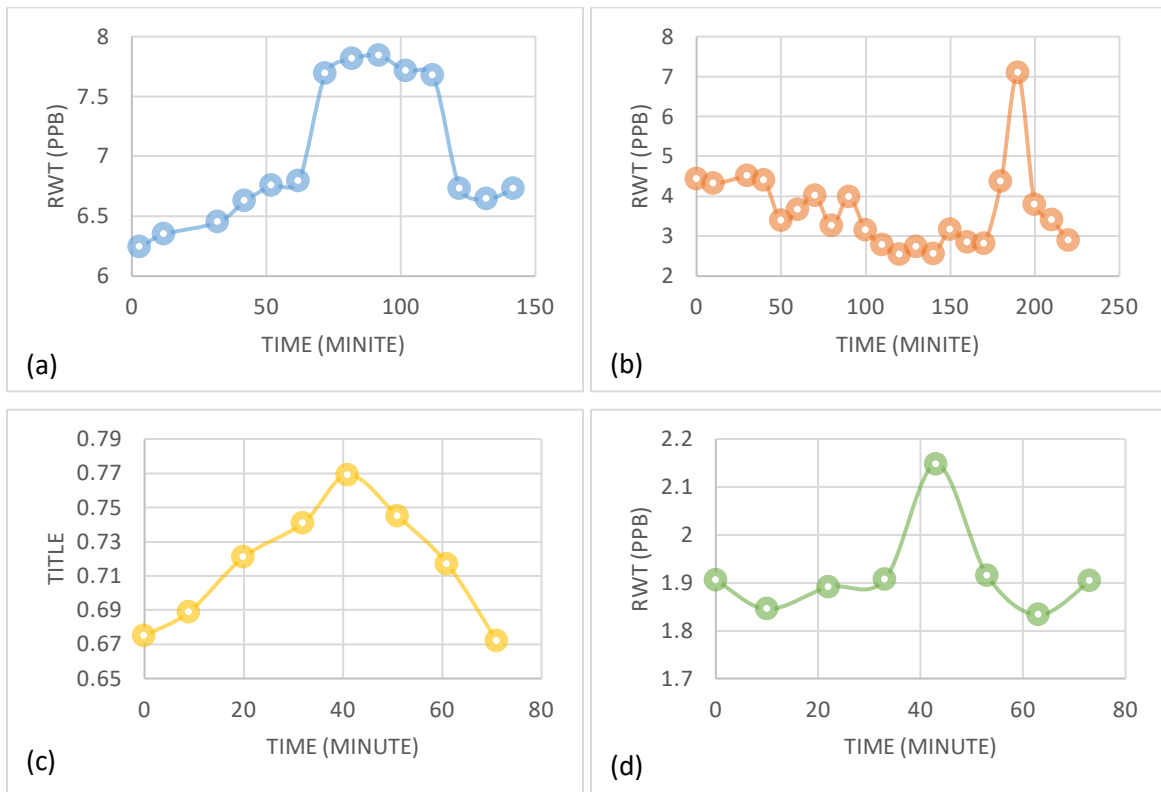 8
7.5
7
6.5
6
0 50 100 150
RWT (PPB)
TIME (MINITE)
(a)
8
7
6
5
4
3
2
0 50 100 150 200 250
RWT (PPB)
TIME (MINITE)
(b)
0.79
0.77
0.75
0.73
0.71
0.69
0.67
0.65
0 20 40 60 80
TITLE
TIME (MINUTE)
(c)
2.2
2.1
2
1.9
1.8
1.7
0 20 40 60 80
RWT (PPB)
TIME (MINUTE)
(d)